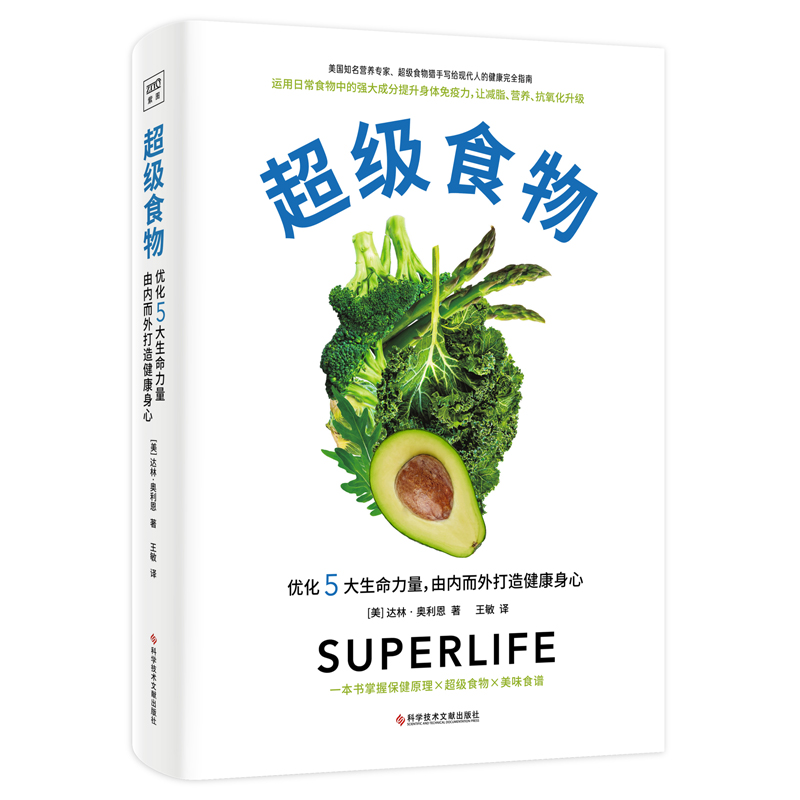 美国知名营养专家、超级食物猎手写给现代人的健康完全指南
运用日常食物中的强大成分提升身体免疫力，让减脂、营养、抗氧化升级
超级食物
优化5大生命力量，由内而外打造健康身心
[美]达林·奥利恩 著 王敏 译
SUPERLIFE
一本书掌握保健原理×超级食物×美味食谱
科学技术文献出版社
SCIENTIFIC AND TECHNICAL DOCUMENTATION PRESS
紫图
超级食物
优化5大生命力量
由内而外打造健康身心
[美]达林·奥利恩 著 王敏 译
科学技术文献出版社